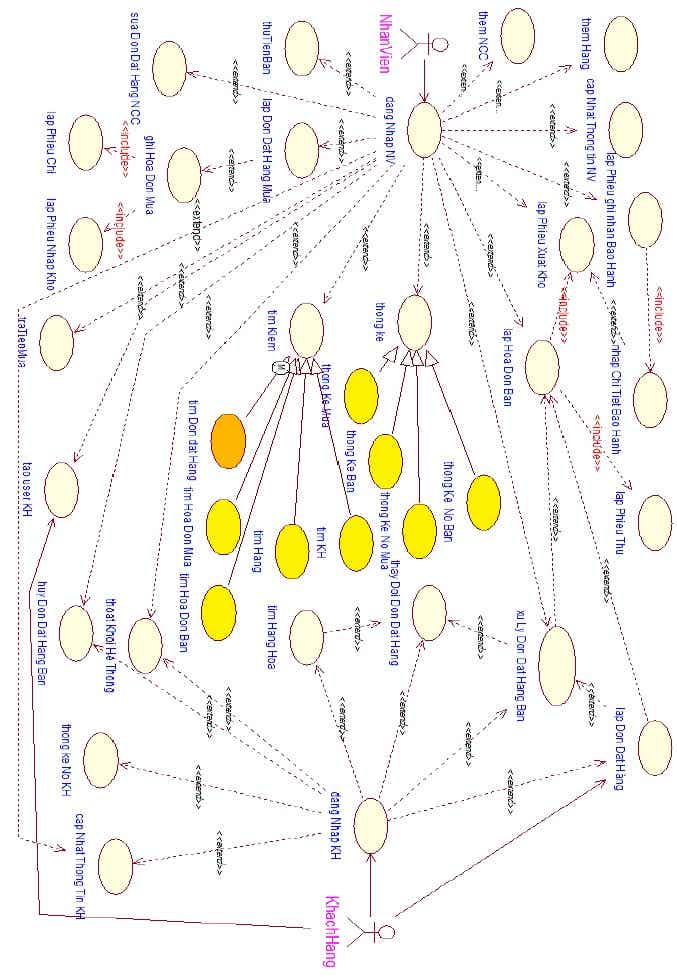 <<include>>
lap Phieu ghi nhan Bao Hanh
<<extend>>
nhap Chi Tiet Bao Hanh
lap Phieu Thu
lap Don Dat Hàng
them Hang
cap Nhat Thong tin NV
<<include>>
<<extend>>
<<extend>>
<<extend>>
<<extend>>
<<include>>
<<extend>>
lap Phieu Xuat Kho
lap Hoa Don Ban
xu Ly Don Dat Hang Ban
<<extend>>
them NCC
<<exten...
<<extend>>
<<exten...
<<exten...
<<extend>>
<<extend>>
<<extend>>
thong Ke No Ban
<<extend>>
NhanVien
dang Nhap NV
thong ke
thong Ke No Mua
thay Doi Don Dat Hang
<<extend>>
<<extend>>
thong Ke Ban
<<extend>>
<<extend>>
<<extend>>
<<extend>>
thong Ke Mua
tim KH
dang Nhap KH
KhachHang
<<extend>>
thuTienBan
lap Don Dat Hang Mua
tim Kiem
M
tim Hang
tim Hang Hoa
<<extend>>
<<extend>>
<<extend>>
<<extend>>
<<extend>>
<<extend>>
<<extend>>
<<extend>>
tim Don dat Hang
tim Hoa Don Mua
tim Hoa Don Ban
<<extend>>
sua Don Dat Hang NCC
ghi Hoa Don Mua
<<extend>>
<<include>>
<<include>>
thoat Khoi He Thong
lap Phieu Chi
lap Phieu Nhap Kho
thong ke No KH
cap Nhat Thong Tin KH
traTienMua
tao user KH
huy Don Dat Hang Ban